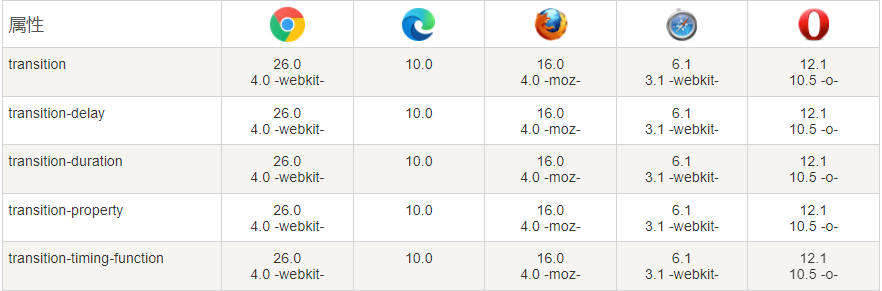 属性
transition 26.0 10.0 16.0 6.1 12.1
4.0 -webkit- 4.0 -moz- 3.1 -webkit- 10.5 -o-
transition-delay 26.0 10.0 16.0 6.1 12.1
4.0 -webkit- 4.0 -moz- 3.1 -webkit- 10.5 -o-
transition-duration 26.0 10.0 16.0 6.1 12.1
4.0 -webkit- 4.0 -moz- 3.1 -webkit- 10.5 -o-
transition-property 26.0 10.0 16.0 6.1 12.1
4.0 -webkit- 4.0 -moz- 3.1 -webkit- 10.5 -o-
transition-timing-function 26.0 10.0 16.0 6.1 12.1
4.0 -webkit- 4.0 -moz- 3.1 -webkit- 10.5 -o-